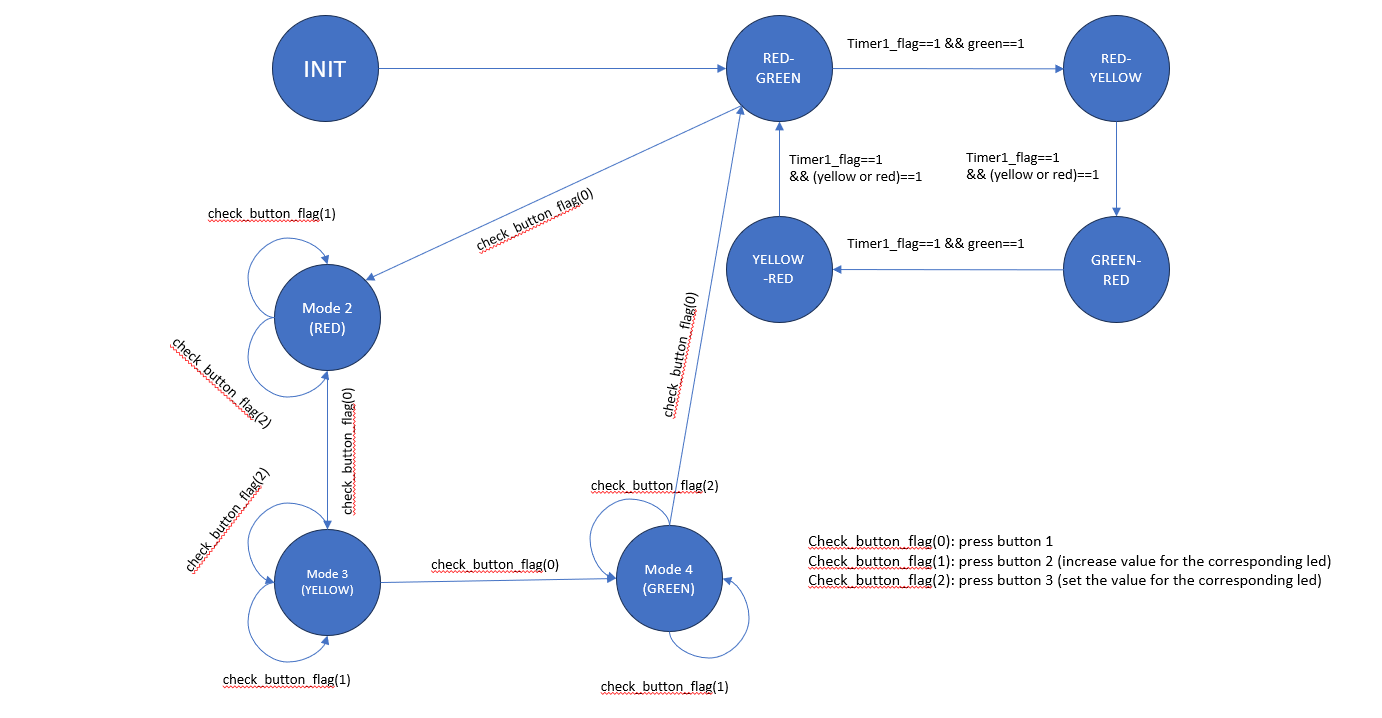 INIT
RED-
GREEN
Timer1_flag==1 && green==1
RED-
YELLOW
Timer1_flag==1
&& (yellow or red)==1
Timer1_flag==1
&& (yellow or red)==1
check_button_flag(0)
check_button_flag(1)
YELLOW
-RED
Timer1_flag==1 && green==1
GREEN-
RED
Mode 2
(RED)
check_button_flag(0)
check_button_flag(2)
check_button_flag(0)
check_button_flag(2)
check_button_flag(2)
Mode 3
(YELLOW)
check_button_flag(0)
Mode 4
(GREEN)
Check_button_flag(0): press button 1
Check_button_flag(1): press button 2 (increase value for the corresponding led)
Check_button_flag(2): press button 3 (set the value for the corresponding led)
check_button_flag(1)
check_button_flag(1)